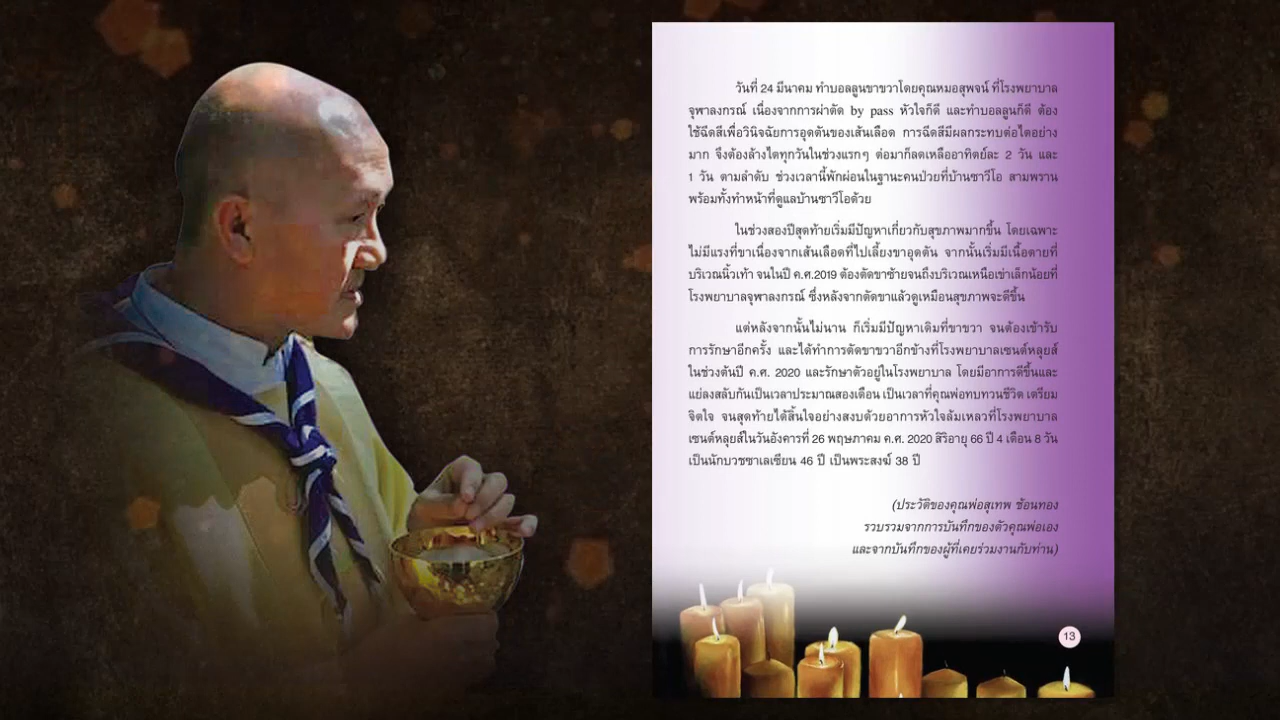 วันที่ 24 มีนาคม ทำบอลลูนขาขวาโดยคุณหมอสุพจน์ ที่โรงพยาบาล
จุฬาลงกรณ์ เนื่องจากการผ่าตัด by pass หัวใจก็ดี และทำบอลลูนก็ดี ต้อง
ใช้ฉีดสีเพื่อวินิจฉัยการอุดตันของเส้นเลือด การฉีดสีมีผลกระทบต่อไตอย่าง
มาก จึงต้องล้างไตทุกวันในช่วงแรกๆ ต่อมาก็ลดเหลืออาทิตย์ละ 2 วัน และ
1 วัน ตามลำดับ ช่วงเวลานี้พักผ่อนในฐานะคนป่วยที่บ้านซาวีโอ สามพราน
พร้อมทั้งทำหน้าที่ดูแลบ้านซาวีโอด้วย
ในช่วงสองปีสุดท้ายเริ่มมีปัญหาเกี่ยวกับสุขภาพมากขึ้น โดยเฉพาะ
ไม่มีแรงที่ขาเนื่องจากเส้นเลือดที่ไปเลี้ยงขาอุดตัน จากนั้นเริ่มมีเนื้อตายที่
บริเวณนิ้วเท้า จนในปี ค.ศ.2019 ต้องตัดขาซ้ายจนถึงบริเวณเหนือเข่าเล็กน้อยที่
โรงพยาบาลจุฬาลงกรณ์ ซึ่งหลังจากตัดขาแล้วดูเหมือนสุขภาพจะดีขึ้น
แต่หลังจากนั้นไม่นาน ก็เริ่มมีปัญหาเดิมที่ขาขวา จนต้องเข้ารับ
การรักษาอีกครั้ง และได้ทำการตัดขาขวาอีกข้างที่โรงพยาบาลเซนต์หลุยส์
ในช่วงต้นปี ค.ศ. 2020 และรักษาตัวอยู่ในโรงพยาบาล โดยมีอาการดีขึ้นและ
แย่ลงสลับกันเป็นเวลาประมาณสองเดือน เป็นเวลาที่คุณพ่อทบทวนชีวิต เตรียม
จิตใจ จนสุดท้ายได้สิ้นใจอย่างสงบด้วยอาการหัวใจล้มเหลวที่โรงพยาบาล
เซนต์หลุยส์ในวันอังคารที่ 26 พฤษภาคม ค.ศ. 2020 สิริอายุ 66 ปี 4 เดือน 8 วัน
เป็นนักบวชซาเลเซียน 46 ปี เป็นพระสงฆ์ 38 ปี
(ประวัติของคุณพ่อสุเทพ ช้อนทอง
รวบรวมจากการบันทึกของตัวคุณพ่อเอง
และจากบันทึกของผู้ที่เคยร่วมงานกับท่าน)
13